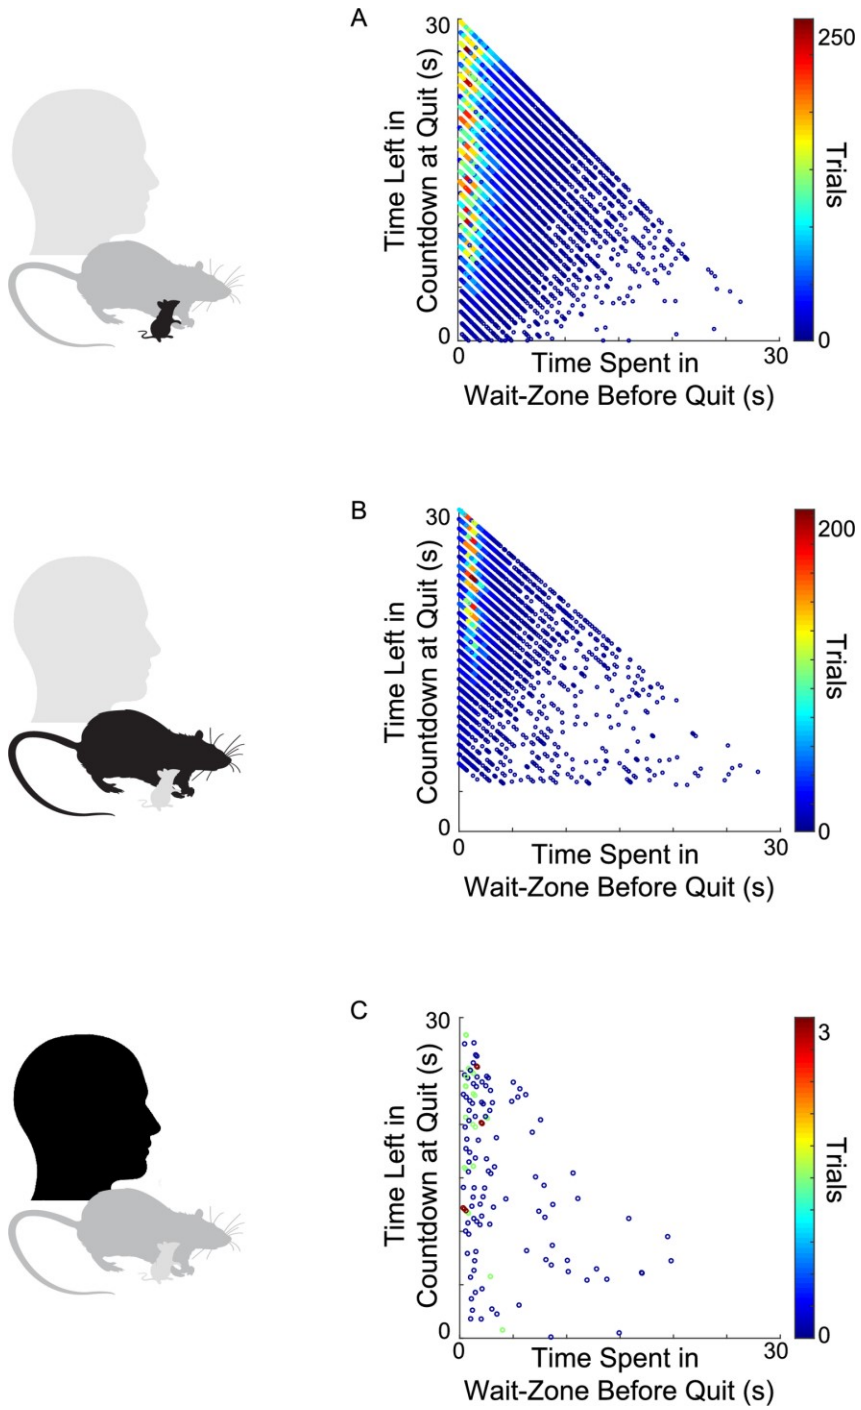 A
30
250
Time Left in
Countdown at Quit (s)
Trials
0
0
0
30
Time Spent in
Wait-Zone Before Quit (s)
B
30
200
Time Left in
Countdown at Quit (s)
Trials
0
0
0
30
Time Spent in
Wait-Zone Before Quit (s)
C
30
3
Time Left in
Countdown at Quit (s)
Trials
0
0
0
30
Time Spent in
Wait-Zone Before Quit (s)